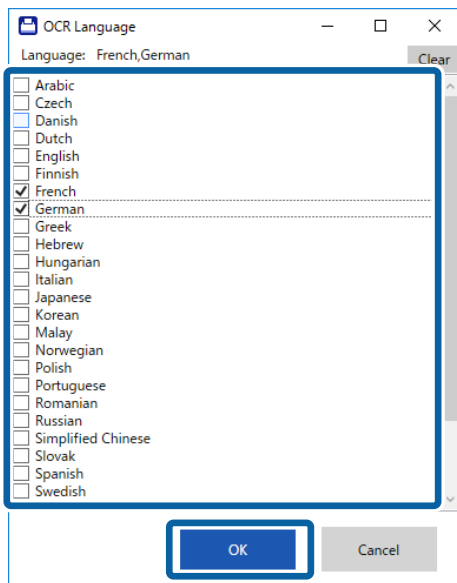 OCR Language
Language: French,German
Clear
Arabic
Czech
Danish
Dutch
English
Finnish
French
German
Greek
Hebrew
Hungarian
Italian
Japanese
Korean
Malay
Norwegian
Polish
Portuguese
Romanian
Russian
Simplified Chinese
Slovak
Spanish
Swedish
OK
Cancel